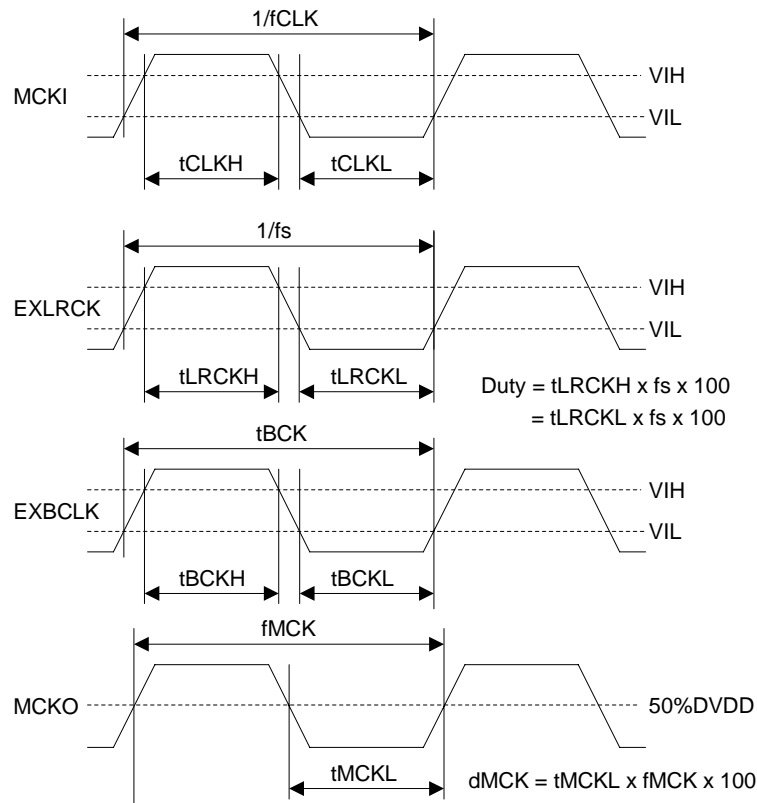 1/fCLK
MCKI
VIH
VIL
tCLKH
tCLKL
1/fs
EXLRCK
VIH
VIL
tLRCKH
tLRCKL
Duty = tLRCKH x fs x 100
= tLRCKL x fs x 100
tBCK
EXBCLK
VIH
VIL
tBCKH
tBCKL
fMCK
MCKO
50%DVDD
tMCKL
dMCK = tMCKL x fMCK x 100